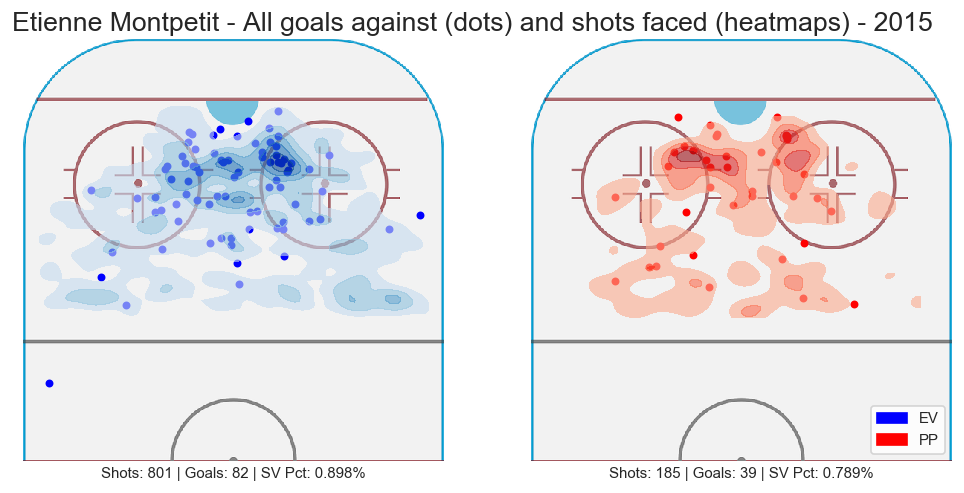 Etienne Montpetit - All goals against (dots) and shots faced (heatmaps) - 2015
EV
PP
Shots: 801 | Goals: 82 | SV Pct: 0.898%
Shots: 185 | Goals: 39 | SV Pct: 0.789%